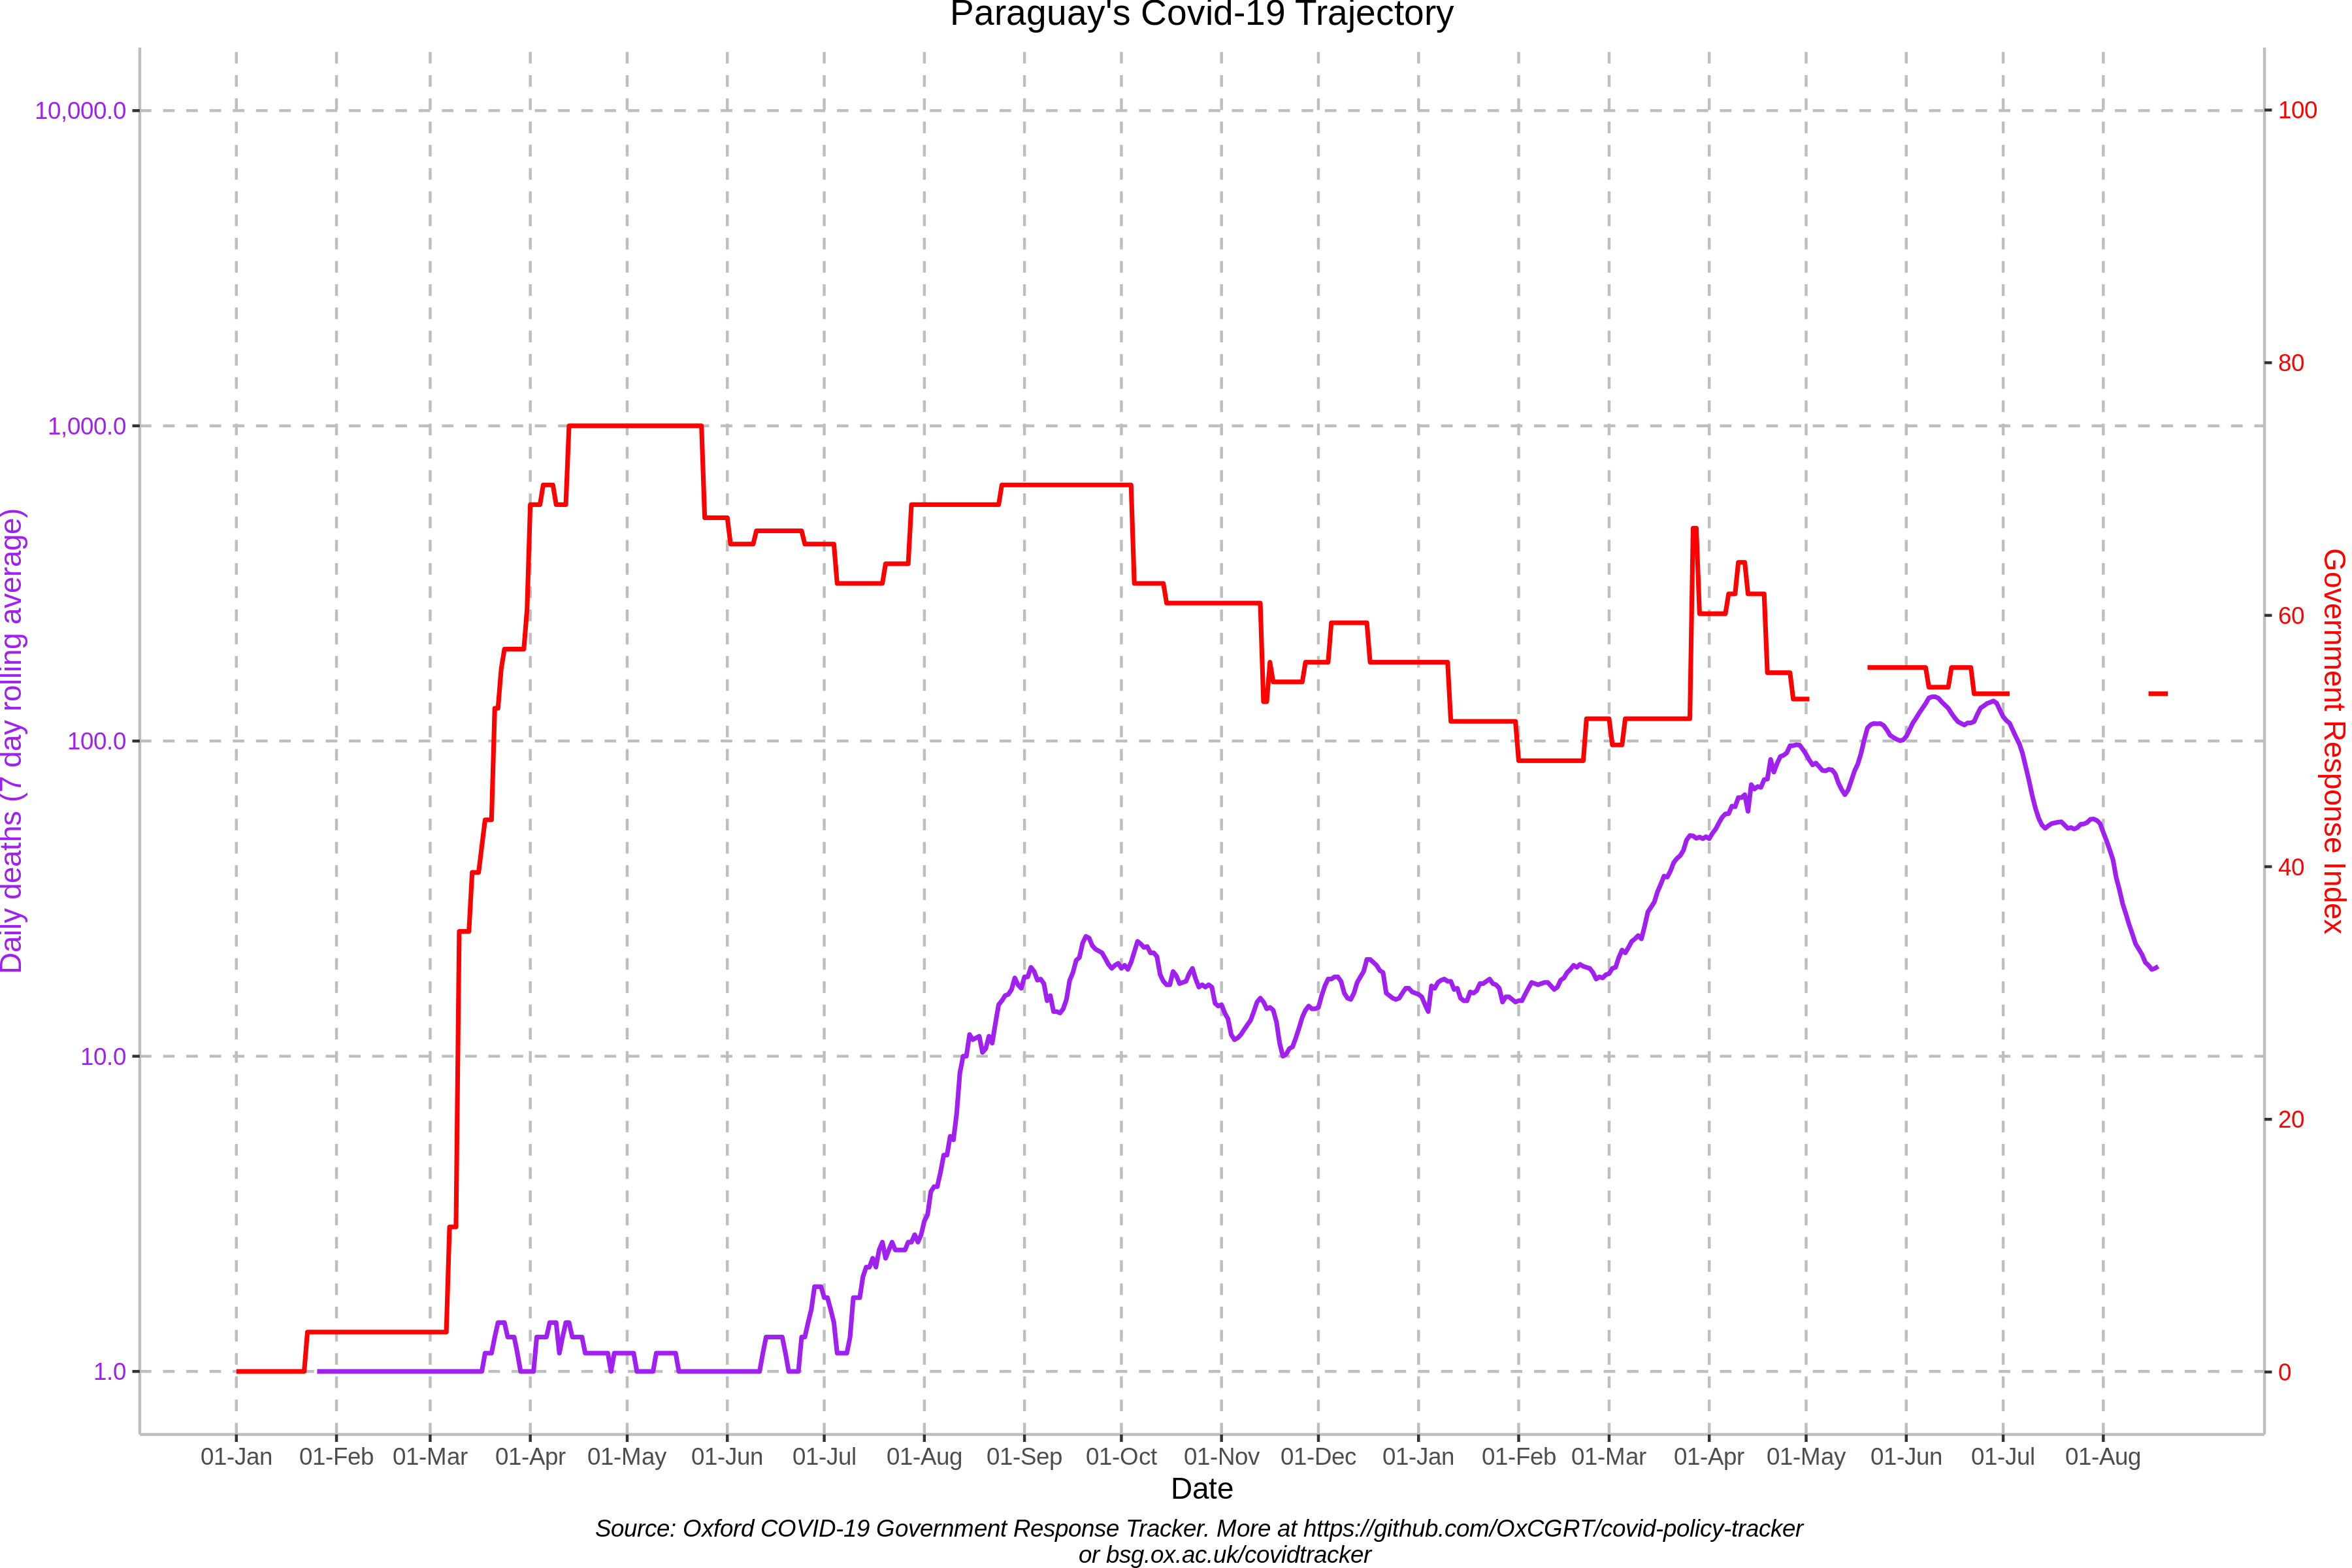 Paraguay's Covid-19 Trajectory
10,000.0
1,000.0
100.0
10.0
1.0
Daily deaths (7 day rolling average)
100
80
60
40
20
0
Government Response Index
01-Jan 01-Feb 01-Mar 01-Apr 01-May 01-Jun 01-Jul 01-Aug 01-Sep 01-Oct 01-Nov 01-Dec 01-Jan 01-Feb 01-Mar 01-Apr 01-May 01-Jun 01-Jul 01-Aug
Date
Source: Oxford COVID-19 Government Response Tracker. More at https://github.com/OxCGRT/covid-policy-tracker
or bsg.ox.ac.uk/covidtracker